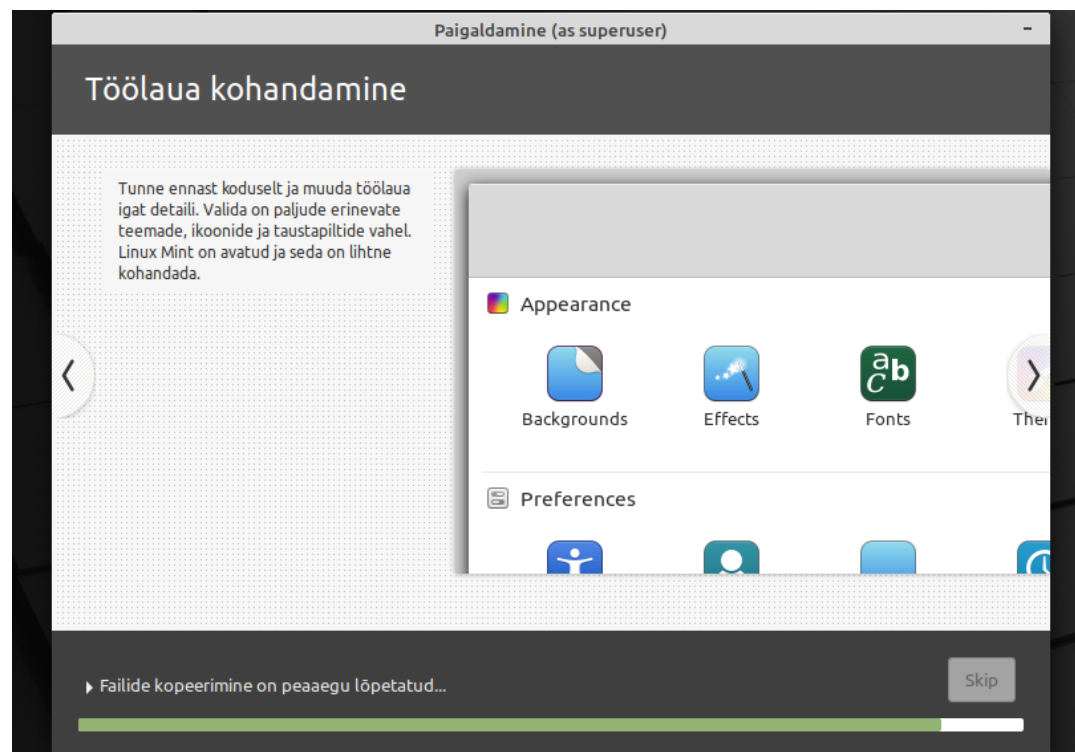 Paigaldamine (as superuser)
Töölaua kohandamine
Tunne ennast koduselt ja muuda töölaua
igat detaili. Valida on paljude erinevate
teemade, ikoonide ja taustapiltide vahel.
Linux Mint on avatud ja seda on lihtne
kohandada.
Appearance
Backgrounds Effects Fonts
Preferences
Failide kopeerimine on peaaegu lõpetatud...
Skip